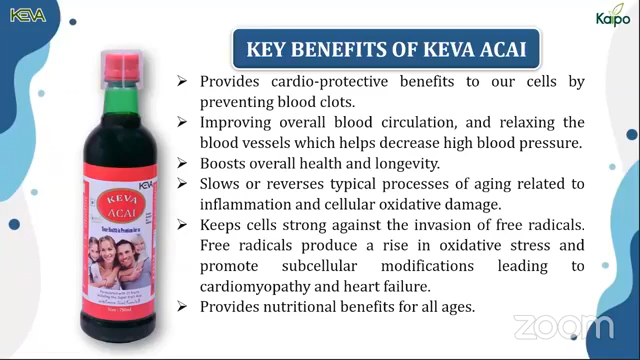 KEVA
Kaipo
KEY BENEFITS OF KEVA ACAI
➢ Provides cardio-protective benefits to our cells by
preventing blood clots.
➢ Improving overall blood circulation, and relaxing the
blood vessels which helps decrease high blood pressure.
➢ Boosts overall health and longevity.
➢ Slows or reverses typical processes of aging related to
inflammation and cellular oxidative damage.
➢ Keeps cells strong against the invasion of free radicals.
Free radicals produce a rise in oxidative stress and
promote subcellular modifications leading to
cardiomyopathy and heart failure.
➢ Provides nutritional benefits for all ages.
KEVA
KEVA
ACAI
zoom